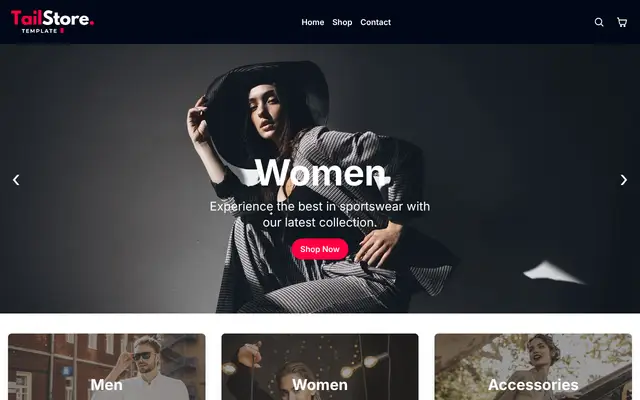 TailStore.
TEMPLATE
Home Shop Contact
‹ ›
Women
Experience the best in sportswear with
our latest collection.
Shop Now
Men Women Accessories